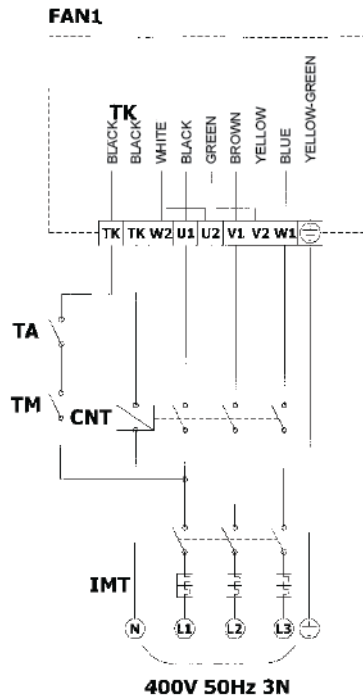 FAN1
TK
BLACK
BLACK
WHITE
BLACK
GREEN
BROWN
YELLOW
BLUE
YELLOW-GREEN
TK TK W2 U1 U2 V1 V2 W1
TA
TM
CNT
IMT
N L1 L2 L3
400V 50Hz 3N